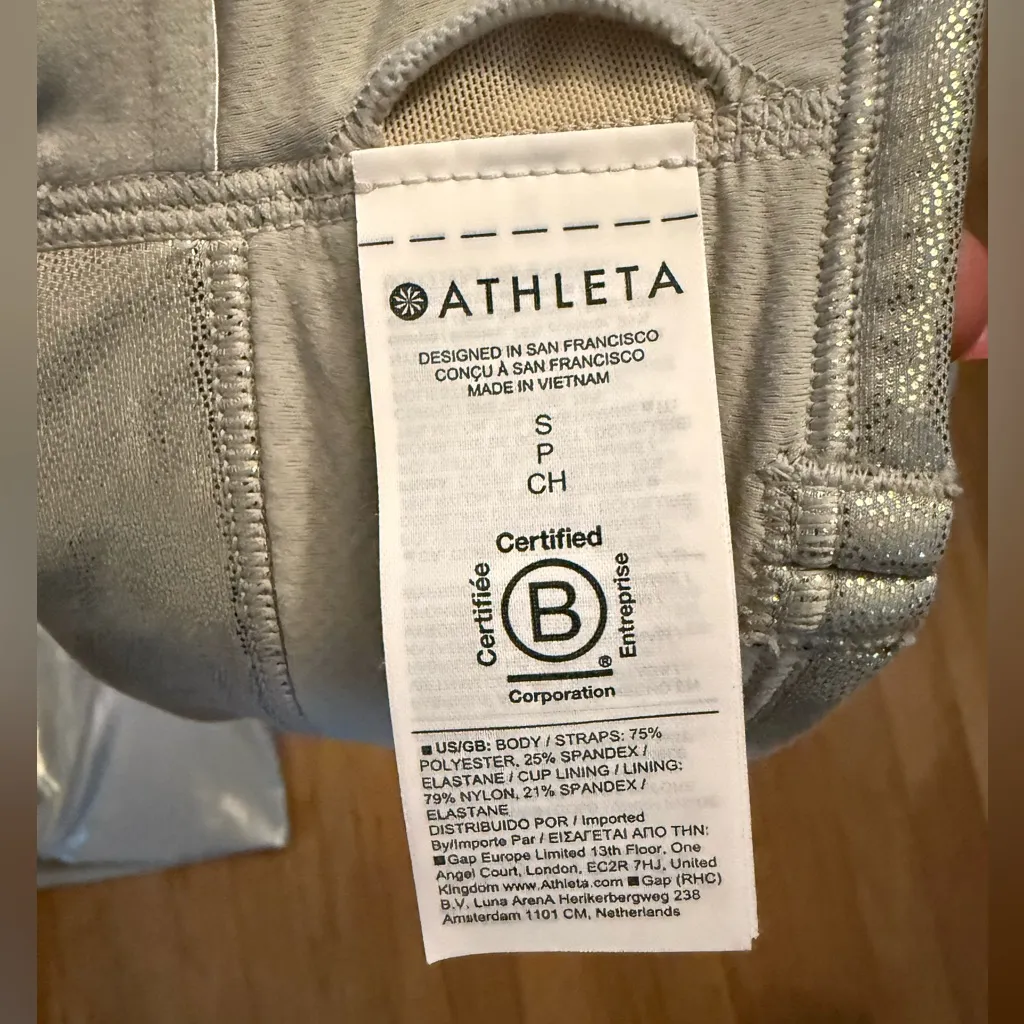 ATHLETA
DESIGNED IN SAN FRANCISCO
CONÇU À SAN FRANCISCO
MADE IN VIETNAM
S
P
CH
Certified
Certifiée
B
Entreprise
®
Corporation
US/GB: BODY / STRAPS: 75%
POLYESTER, 25% SPANDEX /
ELASTANE / CUP LINING / LINING:
79% NYLON, 21% SPANDEX /
ELASTANE
DISTRIBUIDO POR / Imported
By/Importe Par / ΕΙΣΑΓΕΤΑΙ ΑΠΟ ΤΗΝ:
Gap Europe Limited 13th Floor, One
Angel Court, London, EC2R 7HJ, United
Kingdom www.Athleta.com Gap (RHC)
B.V. Luna ArenA Herikerbergweg 238
Amsterdam 1101 CM, Netherlands